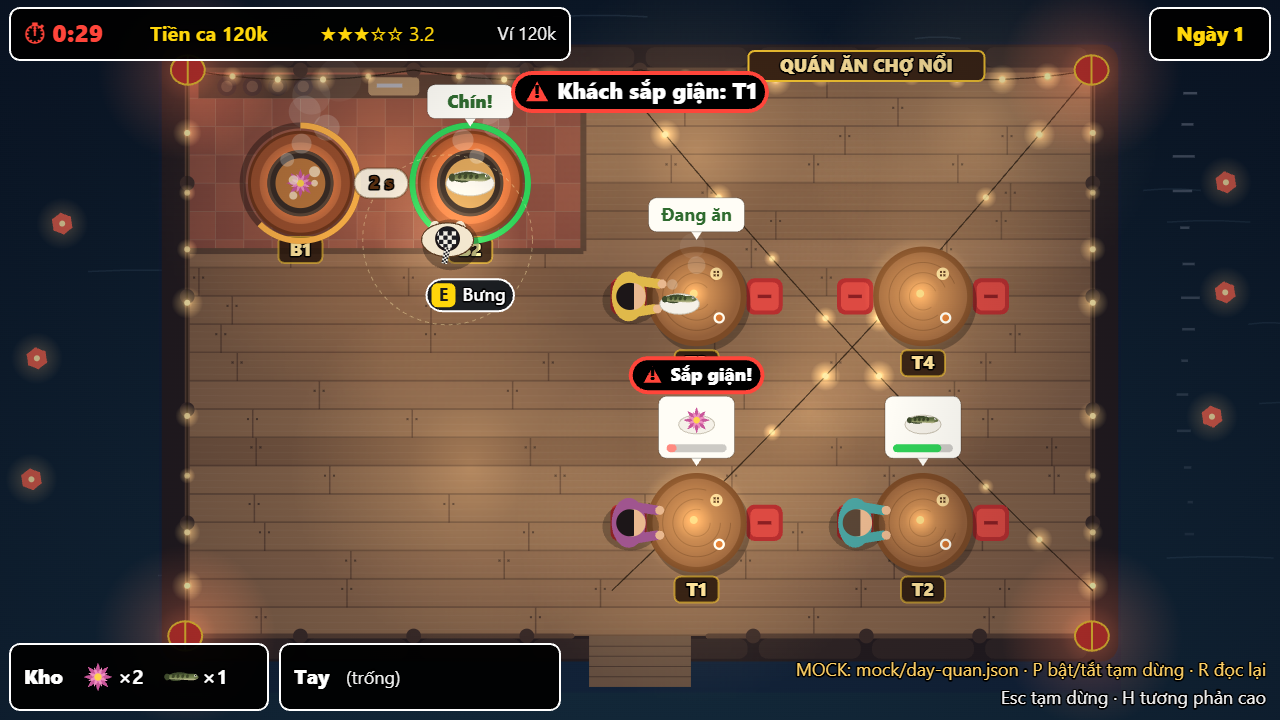 0:29 Tiền ca 120k ★★★☆☆ 3.2 Ví 120k
Ngày 1
QUÁN ĂN CHỢ NỔI
Khách sắp giận: T1
Chín!
2 s
B1
E Bưng
Đang ăn
T4
Sắp giận!
T1
T2
Kho ×2 ×1
Tay (trống)
MOCK: mock/day-quan.json · P bật/tắt tạm dừng · R đọc lại
Esc tạm dừng · H tương phản cao